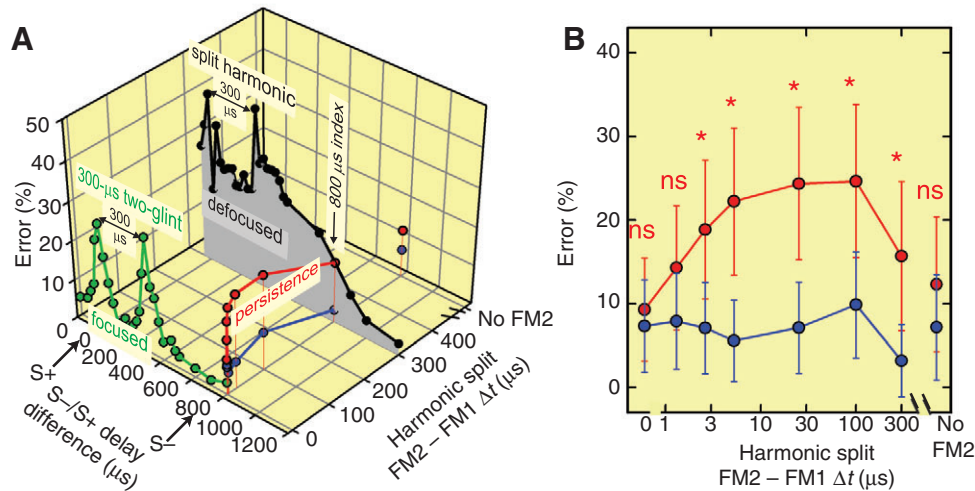 A
split harmonic
300
µs
800 µs index
50
40
30
20
10
Error (%)
300-µs two-glint
300
µs
defocused
persistence
focused
0
200
400
600
800
1000
1200
S+
S–
S–/S+ delay
difference (µs)
0
100
200
300
400
No FM2
Harmonic split
FM2 – FM1 Δt (µs)
B
40
30
20
10
0
Error (%)
ns
ns
*
*
*
*
*
ns
0
1
3
10
30
100
300
No
FM2
Harmonic split
FM2 – FM1 Δt (µs)